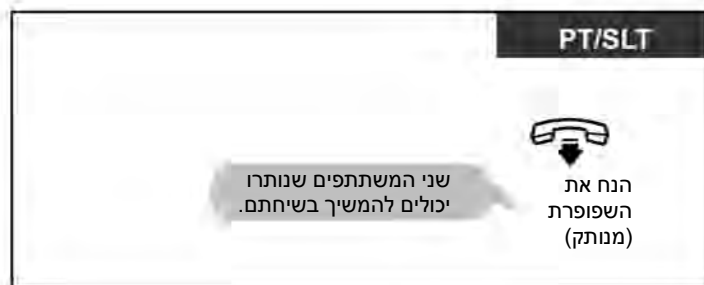 PT/SLT
הנח את
השפופרת
(מנותק)
שני המשתתפים שנותרו
יכולים להמשיך בשיחתם.